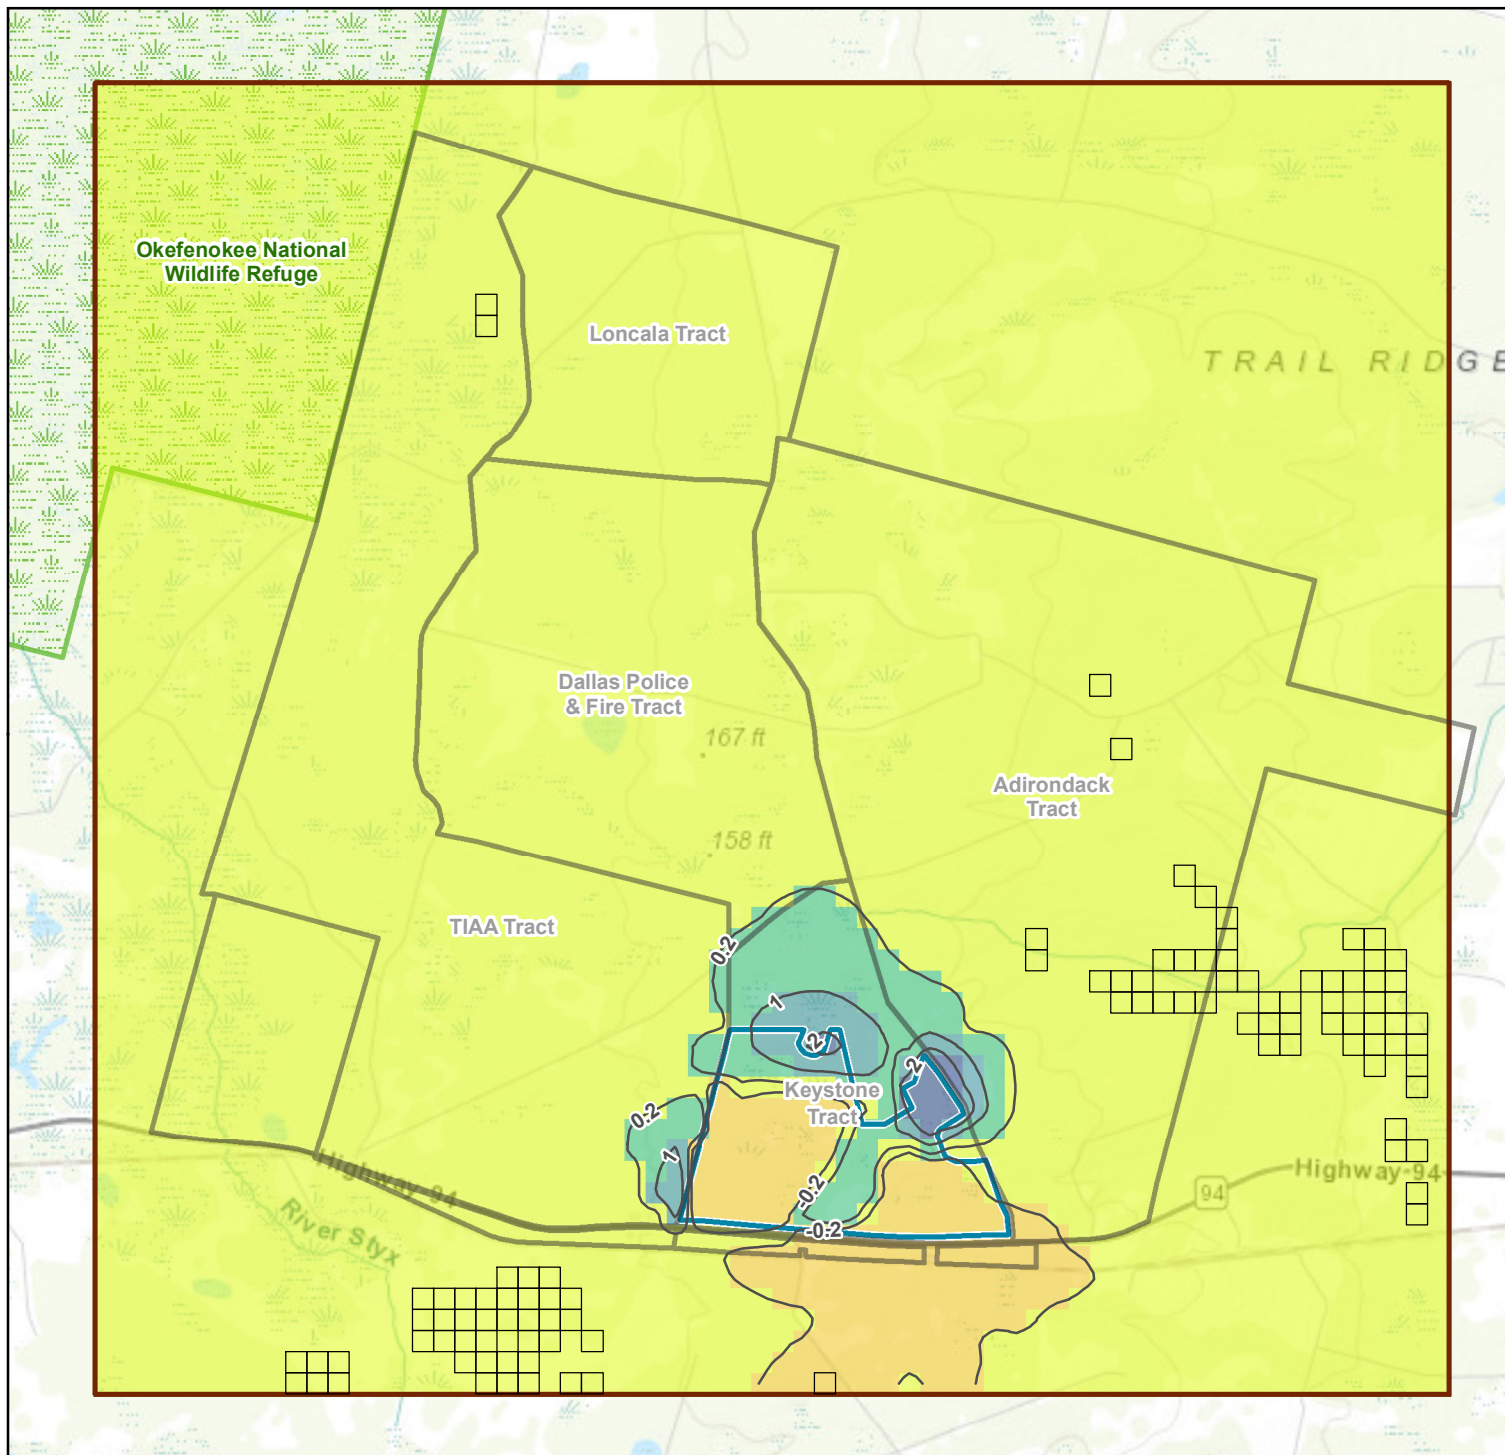 Okefenokee National
Wildlife Refuge
Loncala Tract
TRAIL RIDGE
Dallas Police
& Fire Tract
167 ft
Adirondack
Tract
158 ft
TIAA Tract
0.2
1
2
2
Keystone
Tract
0.2
1
-0.2
Highway 94
94
Highway 94
River Styx
-0.2